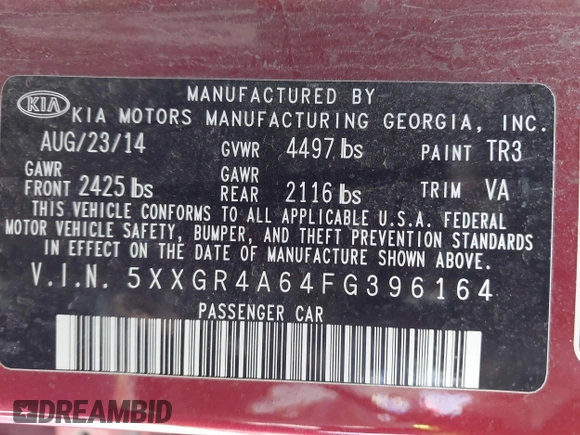 MANUFACTURED BY
KIA KIA MOTORS MANUFACTURING GEORGIA, INC.
AUG/23/14 GVWR 4497 lbs PAINT TR3
GAWR FRONT 2425 lbs GAWR REAR 2116 lbs TRIM VA
THIS VEHICLE CONFORMS TO ALL APPLICABLE U.S.A. FEDERAL
MOTOR VEHICLE SAFETY, BUMPER, AND THEFT PREVENTION STANDARDS
IN EFFECT ON THE DATE OF MANUFACTURE SHOWN ABOVE.
V.I.N. 5XXGR4A64FG396164
PASSENGER CAR
DREAMBID